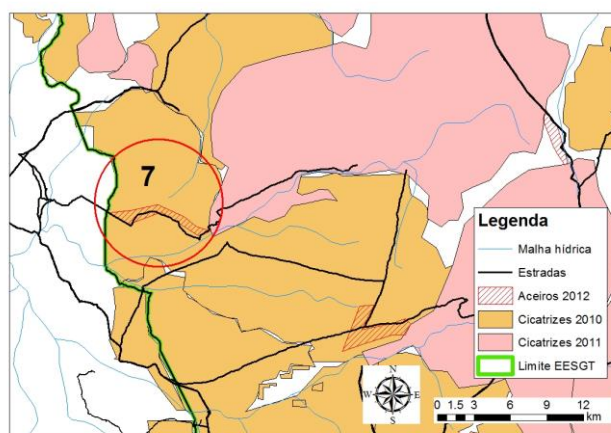 7
Legenda
Malha hídrica
Estradas
Aceiros 2012
Cicatrizes 2010
Cicatrizes 2011
Limite EESGT
N
W E
S
0 1.5 3 6 9 12
km